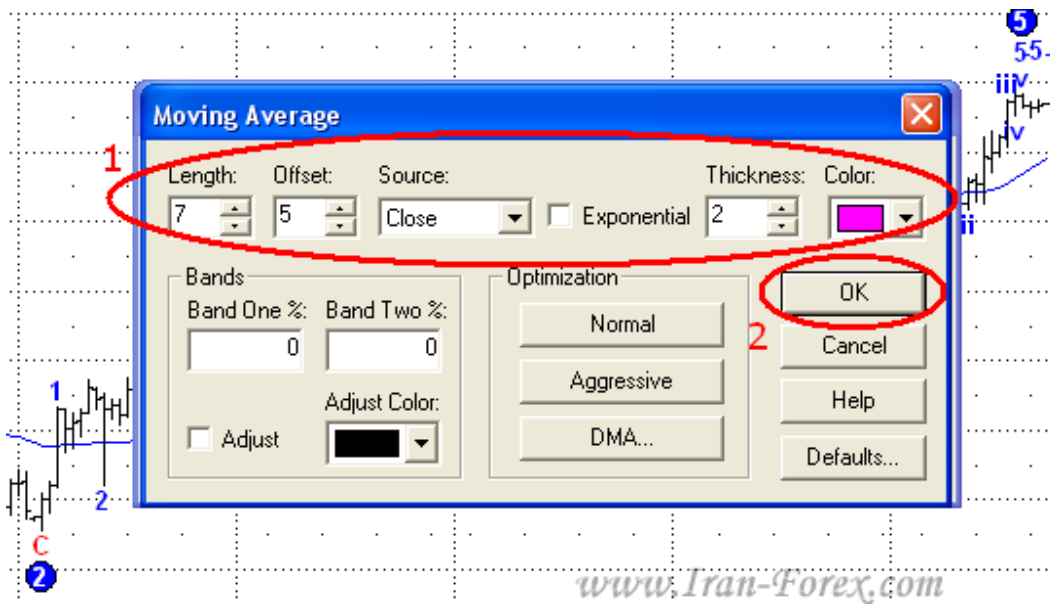 5
55
iii v
iv
ii
Moving Average
1
Length: Offset: Source: Thickness: Color:
7 5 Close Exponential 2
Bands
Band One %: Band Two %:
0 0
Adjust Color:
Adjust
Optimization
Normal
Aggressive
DMA...
2
OK
Cancel
Help
Defaults...
1
2
C
2
www.Iran-Forex.com